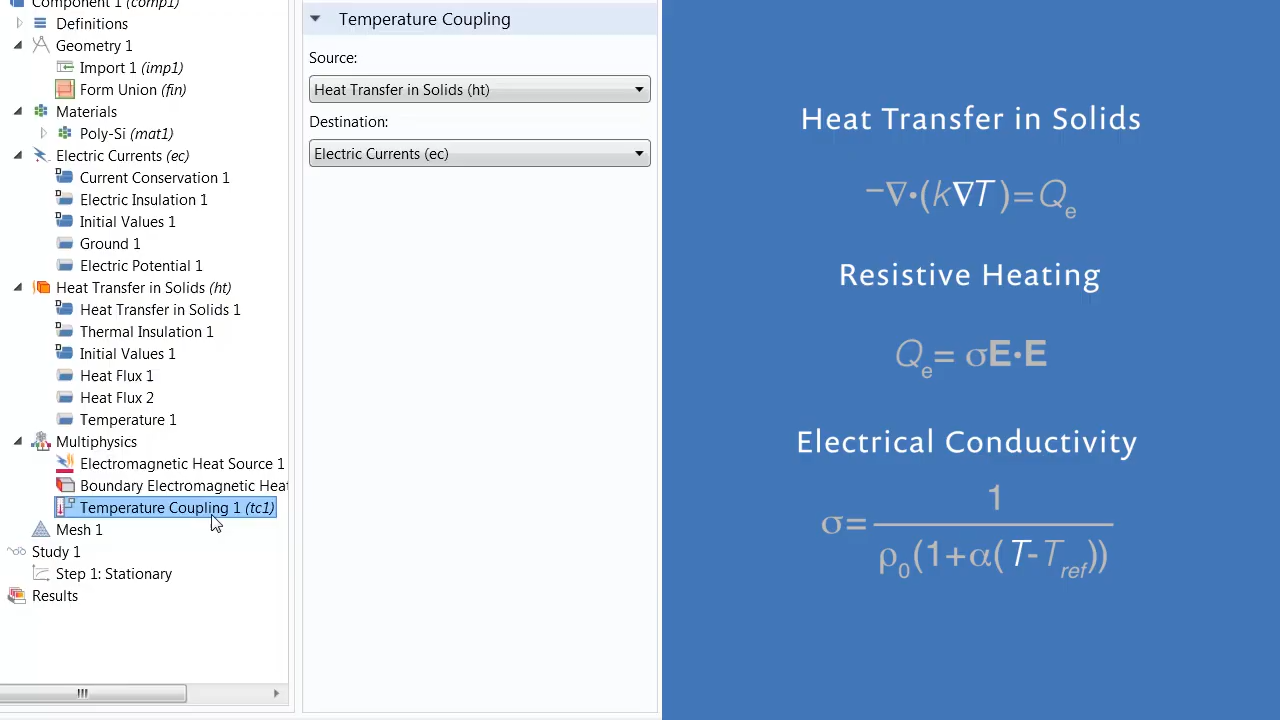 Component 1 (comp1)
Definitions
Geometry 1
Import 1 (imp1)
Form Union (fin)
Materials
Poly-Si (mat1)
Electric Currents (ec)
Current Conservation 1
Electric Insulation 1
Initial Values 1
Ground 1
Electric Potential 1
Heat Transfer in Solids (ht)
Heat Transfer in Solids 1
Thermal Insulation 1
Initial Values 1
Heat Flux 1
Heat Flux 2
Temperature 1
Multiphysics
Electromagnetic Heat Source 1
Boundary Electromagnetic Heat
Temperature Coupling 1 (tc1)
Mesh 1
Study 1
Step 1: Stationary
Results
Temperature Coupling
Source:
Heat Transfer in Solids (ht)
Destination:
Electric Currents (ec)
Heat Transfer in Solids
−∇•(k∇T)=Qe
Resistive Heating
Qe= σE•E
Electrical Conductivity
1
σ=
ρ0(1+α(T-Tref))